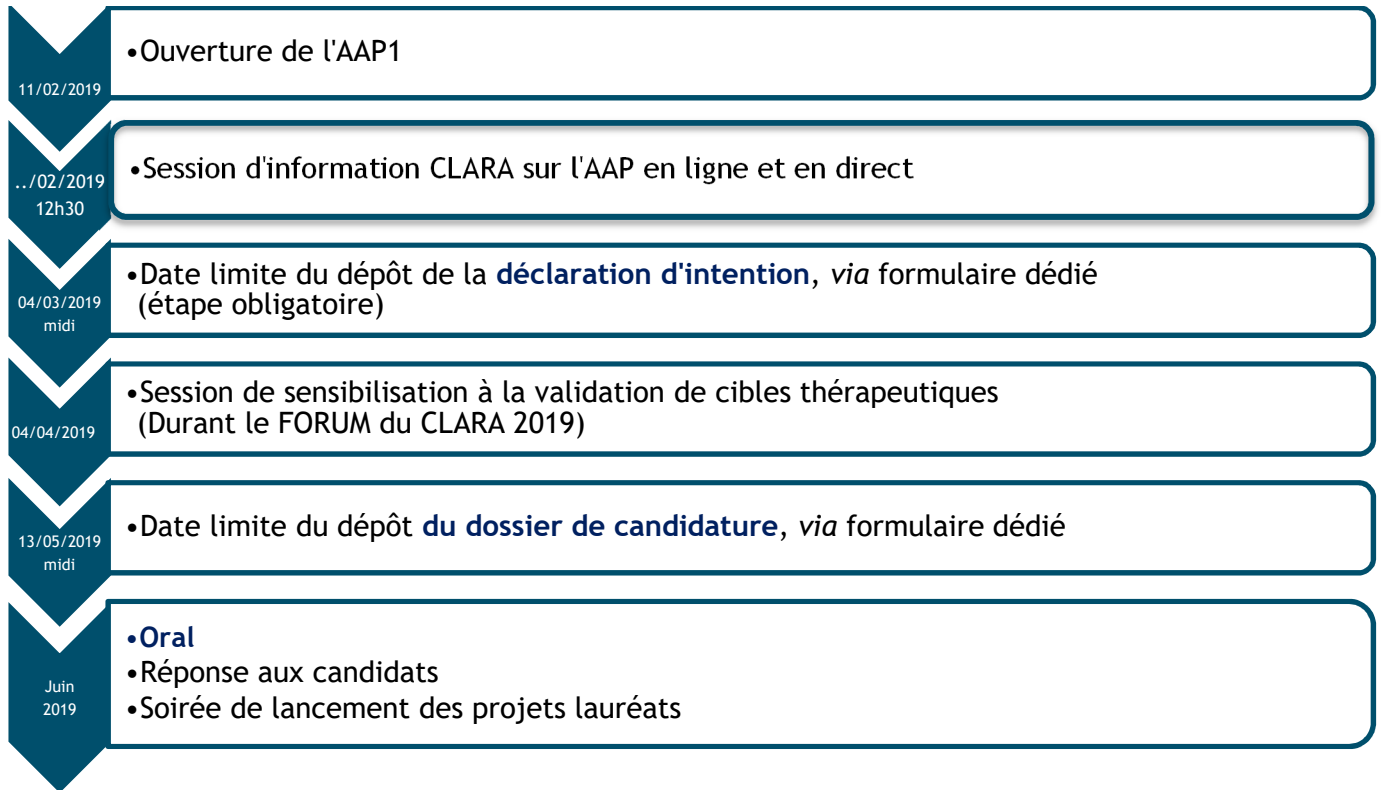 11/02/2019
•Ouverture de l'AAP1
../02/2019
12h30
•Session d'information CLARA sur l'AAP en ligne et en direct
04/03/2019
midi
•Date limite du dépôt de la déclaration d'intention, via formulaire dédié
(étape obligatoire)
04/04/2019
•Session de sensibilisation à la validation de cibles thérapeutiques
(Durant le FORUM du CLARA 2019)
13/05/2019
midi
•Date limite du dépôt du dossier de candidature, via formulaire dédié
Juin
2019
•Oral
•Réponse aux candidats
•Soirée de lancement des projets lauréats